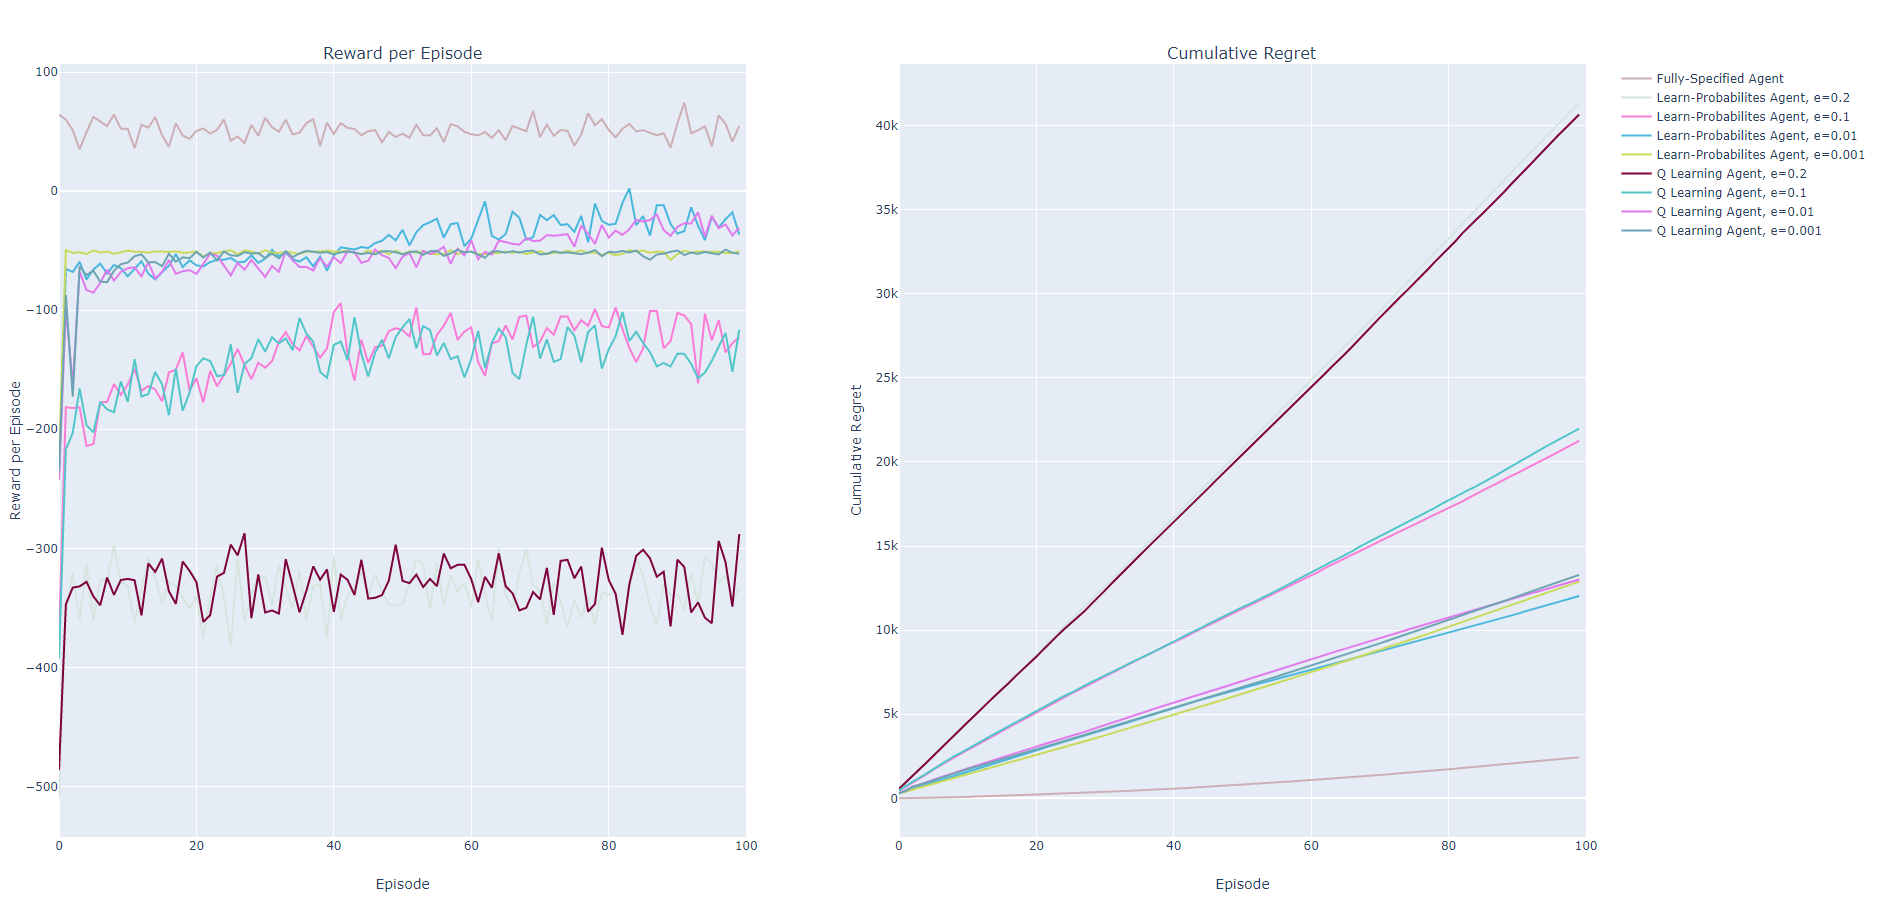 Reward per Episode
Cumulative Regret
100
0
−100
−200
−300
−400
−500
Reward per Episode
0
20
40
60
80
100
Episode
40k
35k
30k
25k
20k
15k
10k
5k
0
Cumulative Regret
0
20
40
60
80
100
Episode
Fully-Specified Agent
Learn-Probabilites Agent, e=0.2
Learn-Probabilites Agent, e=0.1
Learn-Probabilites Agent, e=0.01
Learn-Probabilites Agent, e=0.001
Q Learning Agent, e=0.2
Q Learning Agent, e=0.1
Q Learning Agent, e=0.01
Q Learning Agent, e=0.001